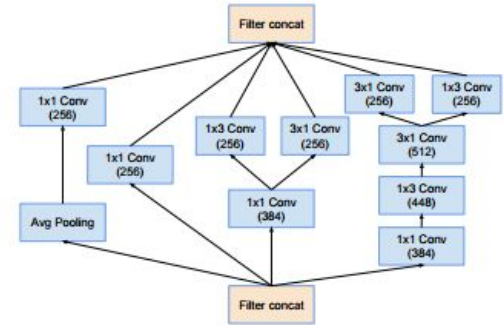 Filter concat
1x1 Conv
(256)
1x1 Conv
(256)
1x3 Conv
(256)
3x1 Conv
(256)
3x1 Conv
(256)
1x3 Conv
(256)
3x1 Conv
(512)
1x3 Conv
(448)
1x1 Conv
(384)
Avg Pooling
1x1 Conv
(384)
Filter concat